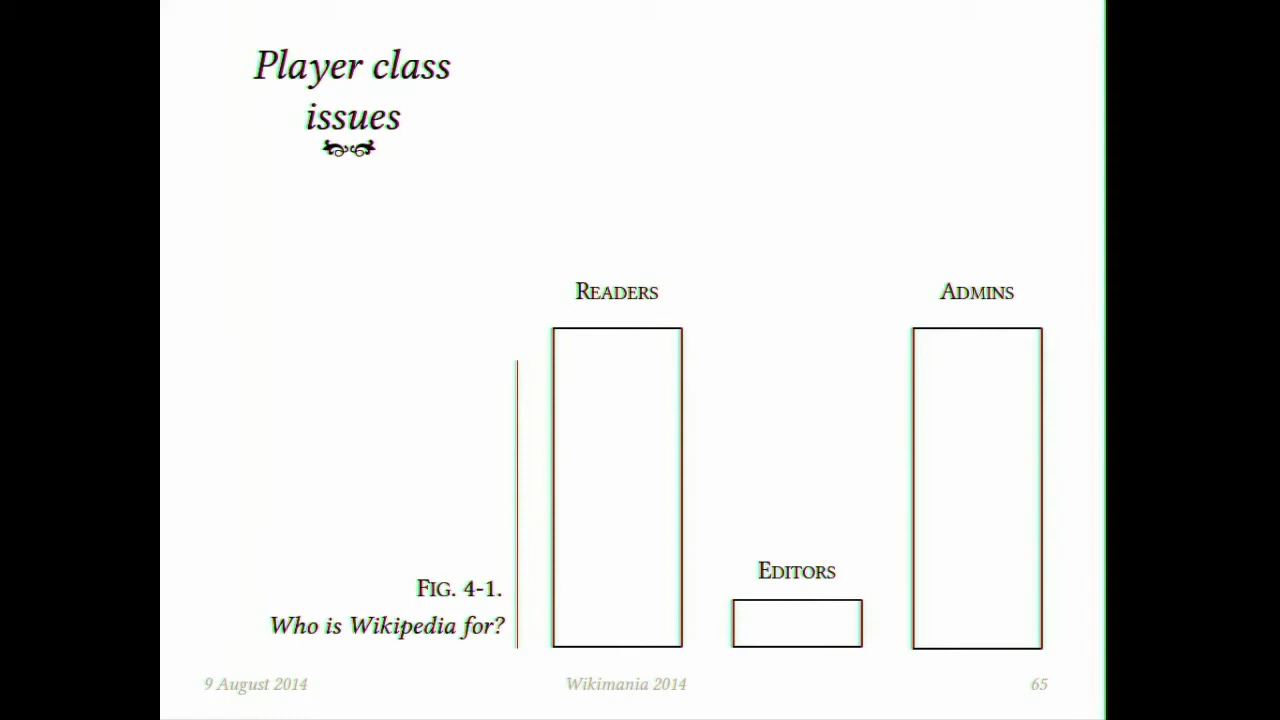 Player class
issues
READERS
ADMINS
EDITORS
FIG. 4-1.
Who is Wikipedia for?
9 August 2014
Wikimania 2014
65